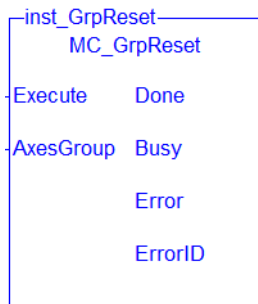 inst_GrpReset
MC_GrpReset
Execute Done
AxesGroup Busy
Error
ErrorID